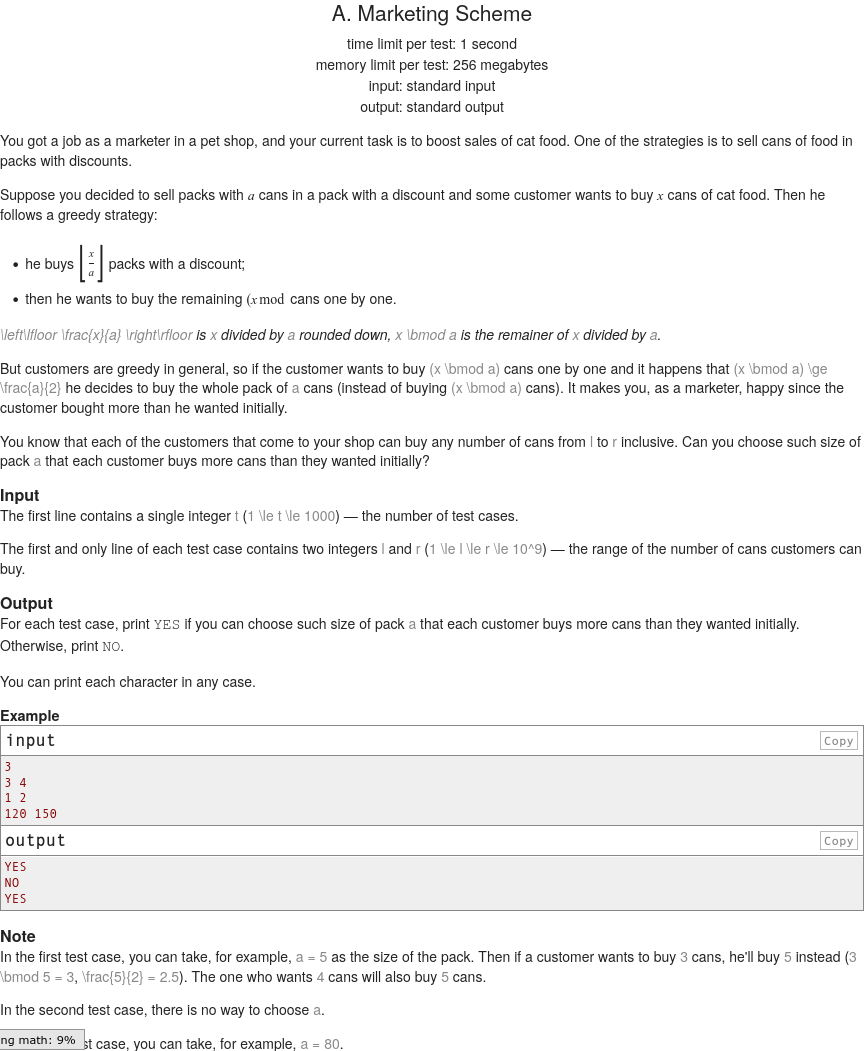 A. Marketing Scheme
time limit per test: 1 second
memory limit per test: 256 megabytes
input: standard input
output: standard output
You got a job as a marketer in a pet shop, and your current task is to boost sales of cat food. One of the strategies is to sell cans of food in
packs with discounts.
Suppose you decided to sell packs with a cans in a pack with a discount and some customer wants to buy x cans of cat food. Then he
follows a greedy strategy:
• he buys ⌊x/a⌋ packs with a discount;
• then he wants to buy the remaining (x mod cans one by one.
\left\lfloor \frac{x}{a} \right\rfloor is x divided by a rounded down, x \bmod a is the remainer of x divided by a.
But customers are greedy in general, so if the customer wants to buy (x \bmod a) cans one by one and it happens that (x \bmod a) \ge
\frac{a}{2} he decides to buy the whole pack of a cans (instead of buying (x \bmod a) cans). It makes you, as a marketer, happy since the
customer bought more than he wanted initially.
You know that each of the customers that come to your shop can buy any number of cans from l to r inclusive. Can you choose such size of
pack a that each customer buys more cans than they wanted initially?
Input
The first line contains a single integer t (1 \le t \le 1000) — the number of test cases.
The first and only line of each test case contains two integers l and r (1 \le l \le r \le 10^9) — the range of the number of cans customers can
buy.
Output
For each test case, print YES if you can choose such size of pack a that each customer buys more cans than they wanted initially.
Otherwise, print NO.
You can print each character in any case.
Example
input
Copy
3
3 4
1 2
120 150
output
Copy
YES
NO
YES
Note
In the first test case, you can take, for example, a = 5 as the size of the pack. Then if a customer wants to buy 3 cans, he'll buy 5 instead (3
\bmod 5 = 3, \frac{5}{2} = 2.5). The one who wants 4 cans will also buy 5 cans.
In the second test case, there is no way to choose a.
ng math: 9% st case, you can take, for example, a = 80.